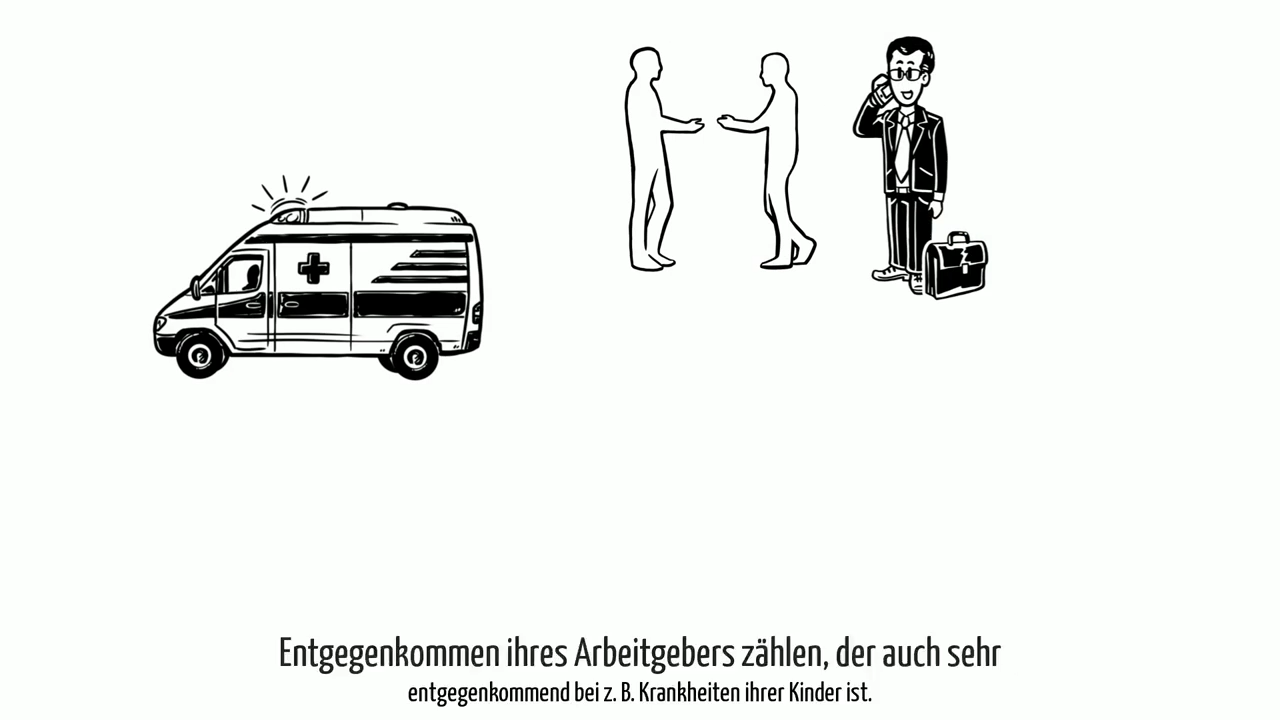 Entgegenkommen ihres Arbeitgebers zählen, der auch sehr
entgegenkommend bei z. B. Krankheiten ihrer Kinder ist.